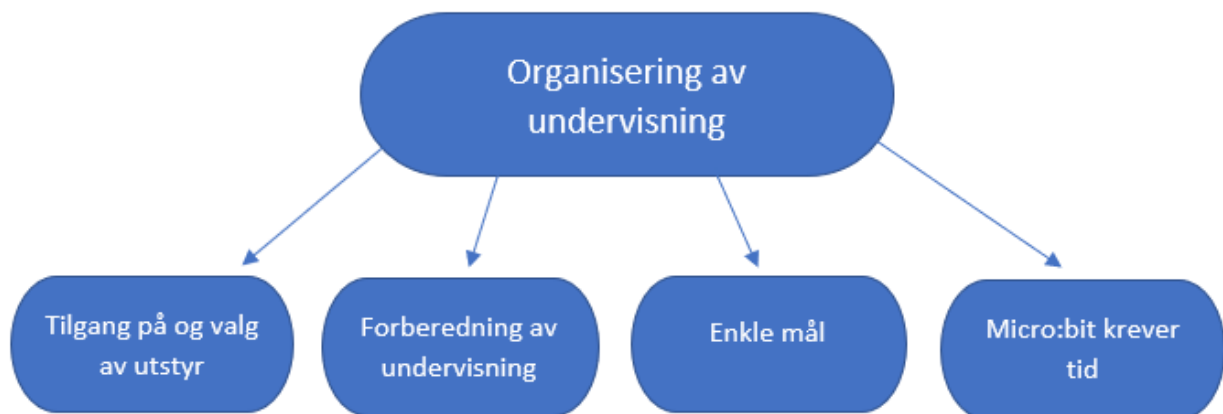 Organisering av
undervisning
Tilgang på og valg
av utstyr
Forberedning av
undervisning
Enkle mål
Micro:bit krever
tid